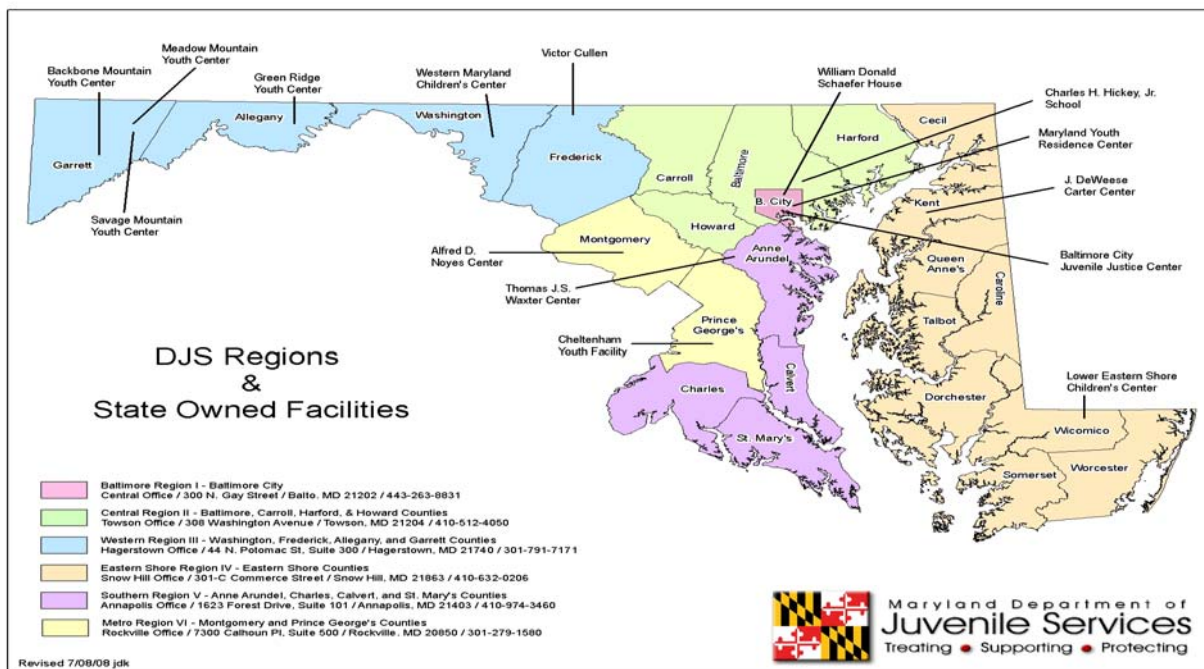 Meadow Mountain
Youth Center
Backbone Mountain
Youth Center
Green Ridge
Youth Center
Western Maryland
Children's Center
Victor Cullen
William Donald
Schaefer House
Charles H. Hickey, Jr.
School
Maryland Youth
Residence Center
J. DeWeese
Carter Center
Baltimore City
Juvenile Justice Center
Garrett
Allegany
Washington
Frederick
Carroll
Baltimore
Harford
Cecil
B. City
Kent
Howard
Montgomery
Anne
Arundel
Queen
Anne's
Caroline
Talbot
Prince
George's
Charles
Calvert
St. Mary's
Dorchester
Wicomico
Somerset
Worcester
Savage Mountain
Youth Center
Alfred D.
Noyes Center
Thomas J.S.
Waxter Center
Cheltenham
Youth Facility
Lower Eastern Shore
Children's Center
DJS Regions
&
State Owned Facilities
Baltimore Region I - Baltimore City
Central Office / 300 N. Gay Street / Balto. MD 21202 / 443-263-8831
Central Region II - Baltimore, Carroll, Harford, & Howard Counties
Towson Office / 308 Washington Avenue / Towson, MD 21204 / 410-512-4050
Western Region III - Washington, Frederick, Allegany, and Garrett Counties
Hagerstown Office / 44 N. Potomac St, Suite 300 / Hagerstown, MD 21740 / 301-791-7171
Eastern Shore Region IV - Eastern Shore Counties
Snow Hill Office / 301-C Commerce Street / Snow Hill, MD 21863 / 410-632-0206
Southern Region V - Anne Arundel, Charles, Calvert, and St. Mary's Counties
Annapolis Office / 1623 Forest Drive, Suite 101 / Annapolis, MD 21403 / 410-974-3460
Metro Region VI - Montgomery and Prince George's Counties
Rockville Office / 7300 Calhoun Pl, Suite 500 / Rockville. MD 20850 / 301-279-1580
Maryland Department of
Juvenile Services
Treating • Supporting • Protecting
Revised 7/08/08 jdk